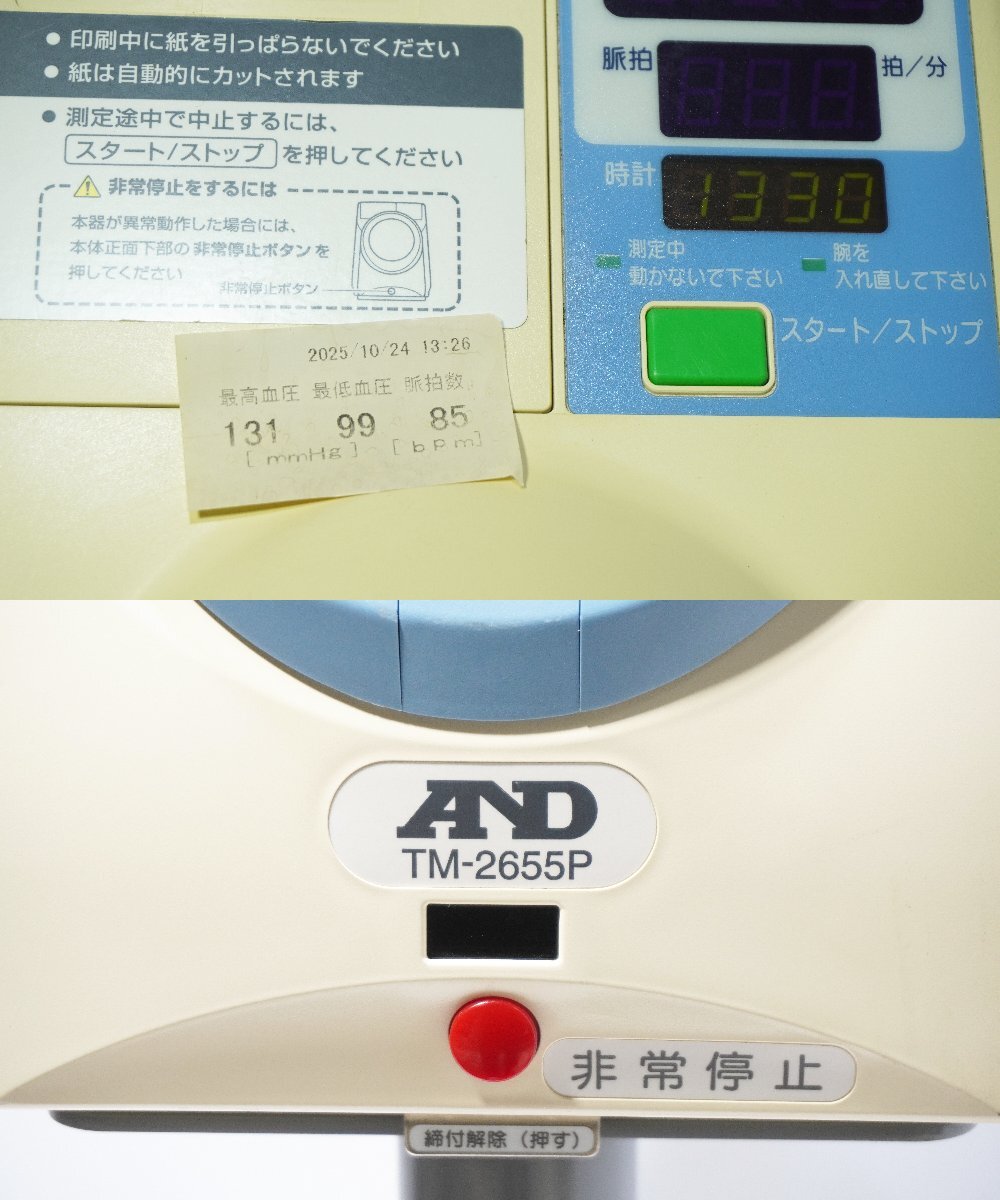 ● 印刷中に紙を引っぱらないでください
● 紙は自動的にカットされます
● 測定途中で中止するには、
スタート/ストップ を押してください
非常停止をするには
本器が異常動作した場合には、
本体正面下部の 非常停止ボタン を
押してください
非常停止ボタン
脈拍 拍/分
時計 1330
測定中
動かないで下さい
腕を
入れ直して下さい
スタート/ストップ
2025/10/24 13:26
最高血圧 最低血圧 脈拍数
131 99 85
[ mmHg ] [ bpm ]
AND
TM-2655P
非常停止
締付解除（押す）